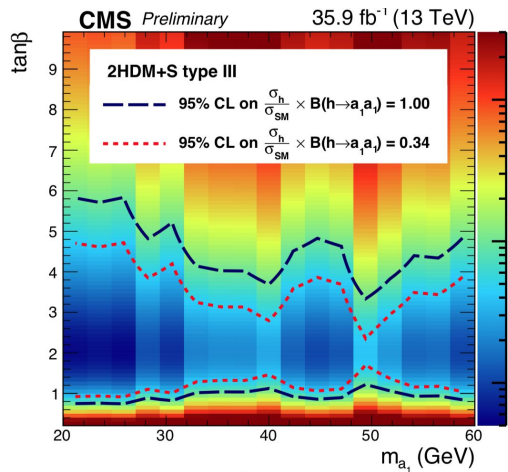 CMS Preliminary 35.9 fb⁻¹ (13 TeV)
tanβ
2HDM+S type III
95% CL on σh/σSM × B(h→a₁a₁) = 1.00
95% CL on σh/σSM × B(h→a₁a₁) = 0.34
9
8
7
6
5
4
3
2
1
20 30 40 50 60
m_a₁ (GeV)